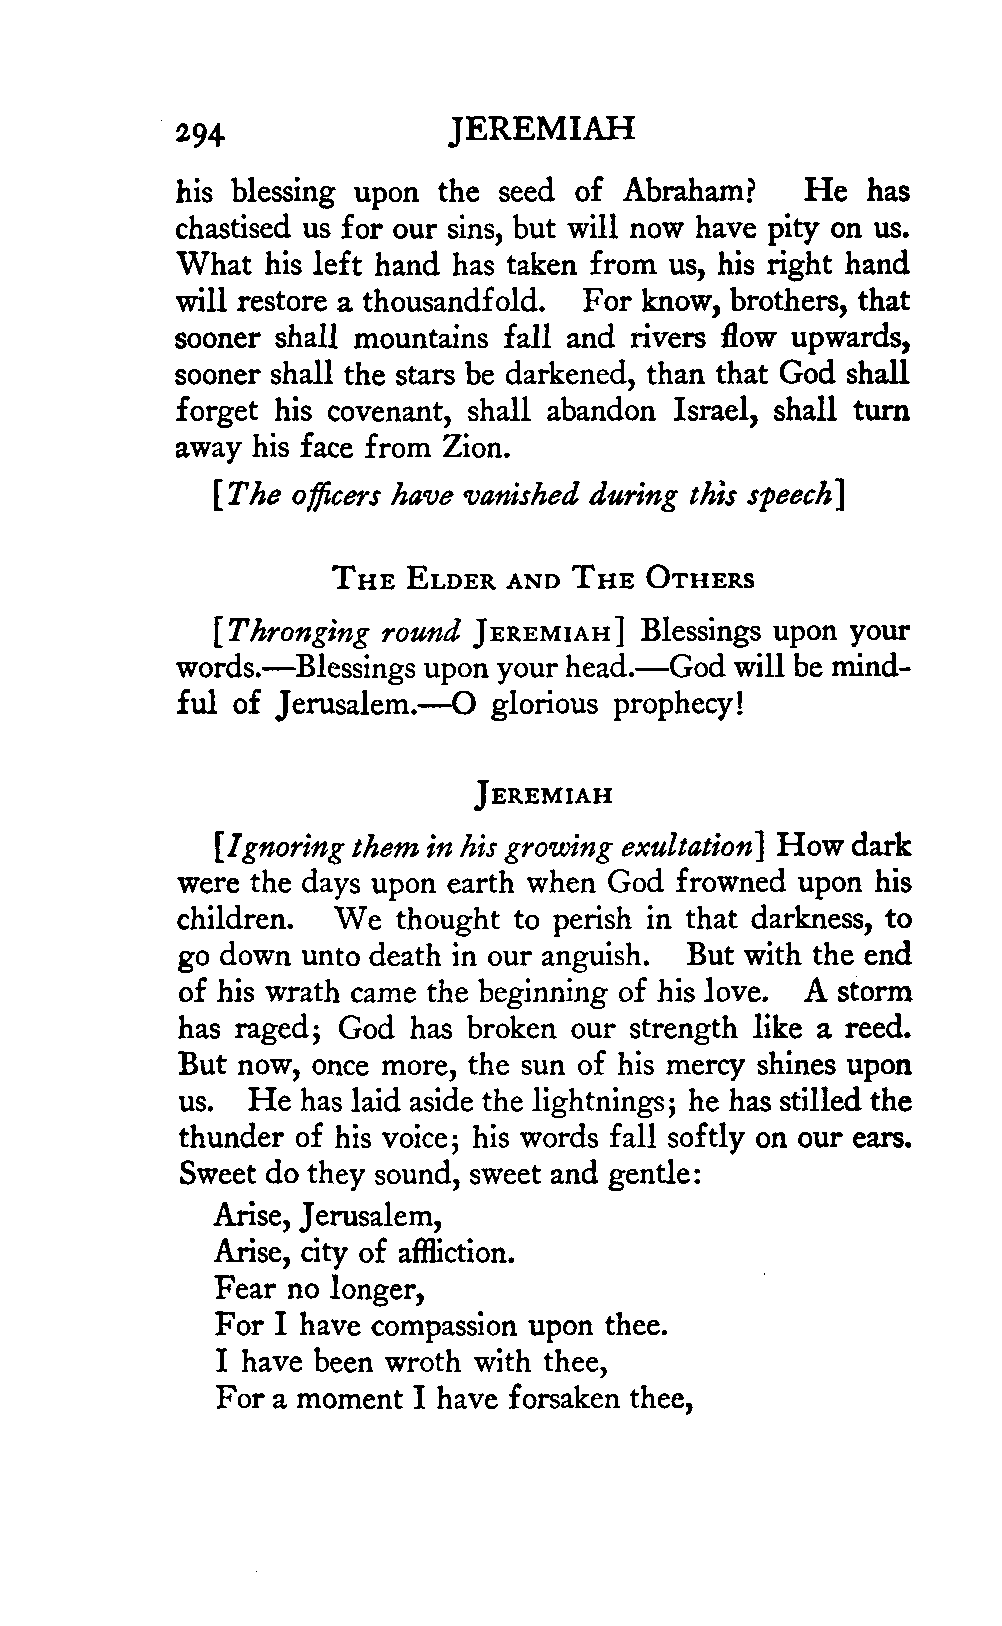 294 JEREMIAH
his blessing upon the seed of Abraham? He has
chastised us for our sins, but will now have pity on us.
What his left hand has taken from us, his right hand
will restore a thousandfold. For know, brothers, that
sooner shall mountains fall and rivers flow upwards,
sooner shall the stars be darkened, than that God shall
forget his covenant, shall abandon Israel, shall turn
away his face from Zion.
[The officers have vanished during this speech]
THE ELDER AND THE OTHERS
[Thronging round JEREMIAH] Blessings upon your
words.—Blessings upon your head.—God will be mind-
ful of Jerusalem.—O glorious prophecy!
JEREMIAH
[Ignoring them in his growing exultation] How dark
were the days upon earth when God frowned upon his
children. We thought to perish in that darkness, to
go down unto death in our anguish. But with the end
of his wrath came the beginning of his love. A storm
has raged; God has broken our strength like a reed.
But now, once more, the sun of his mercy shines upon
us. He has laid aside the lightnings; he has stilled the
thunder of his voice; his words fall softly on our ears.
Sweet do they sound, sweet and gentle:
Arise, Jerusalem,
Arise, city of affliction.
Fear no longer,
For I have compassion upon thee.
I have been wroth with thee,
For a moment I have forsaken thee,